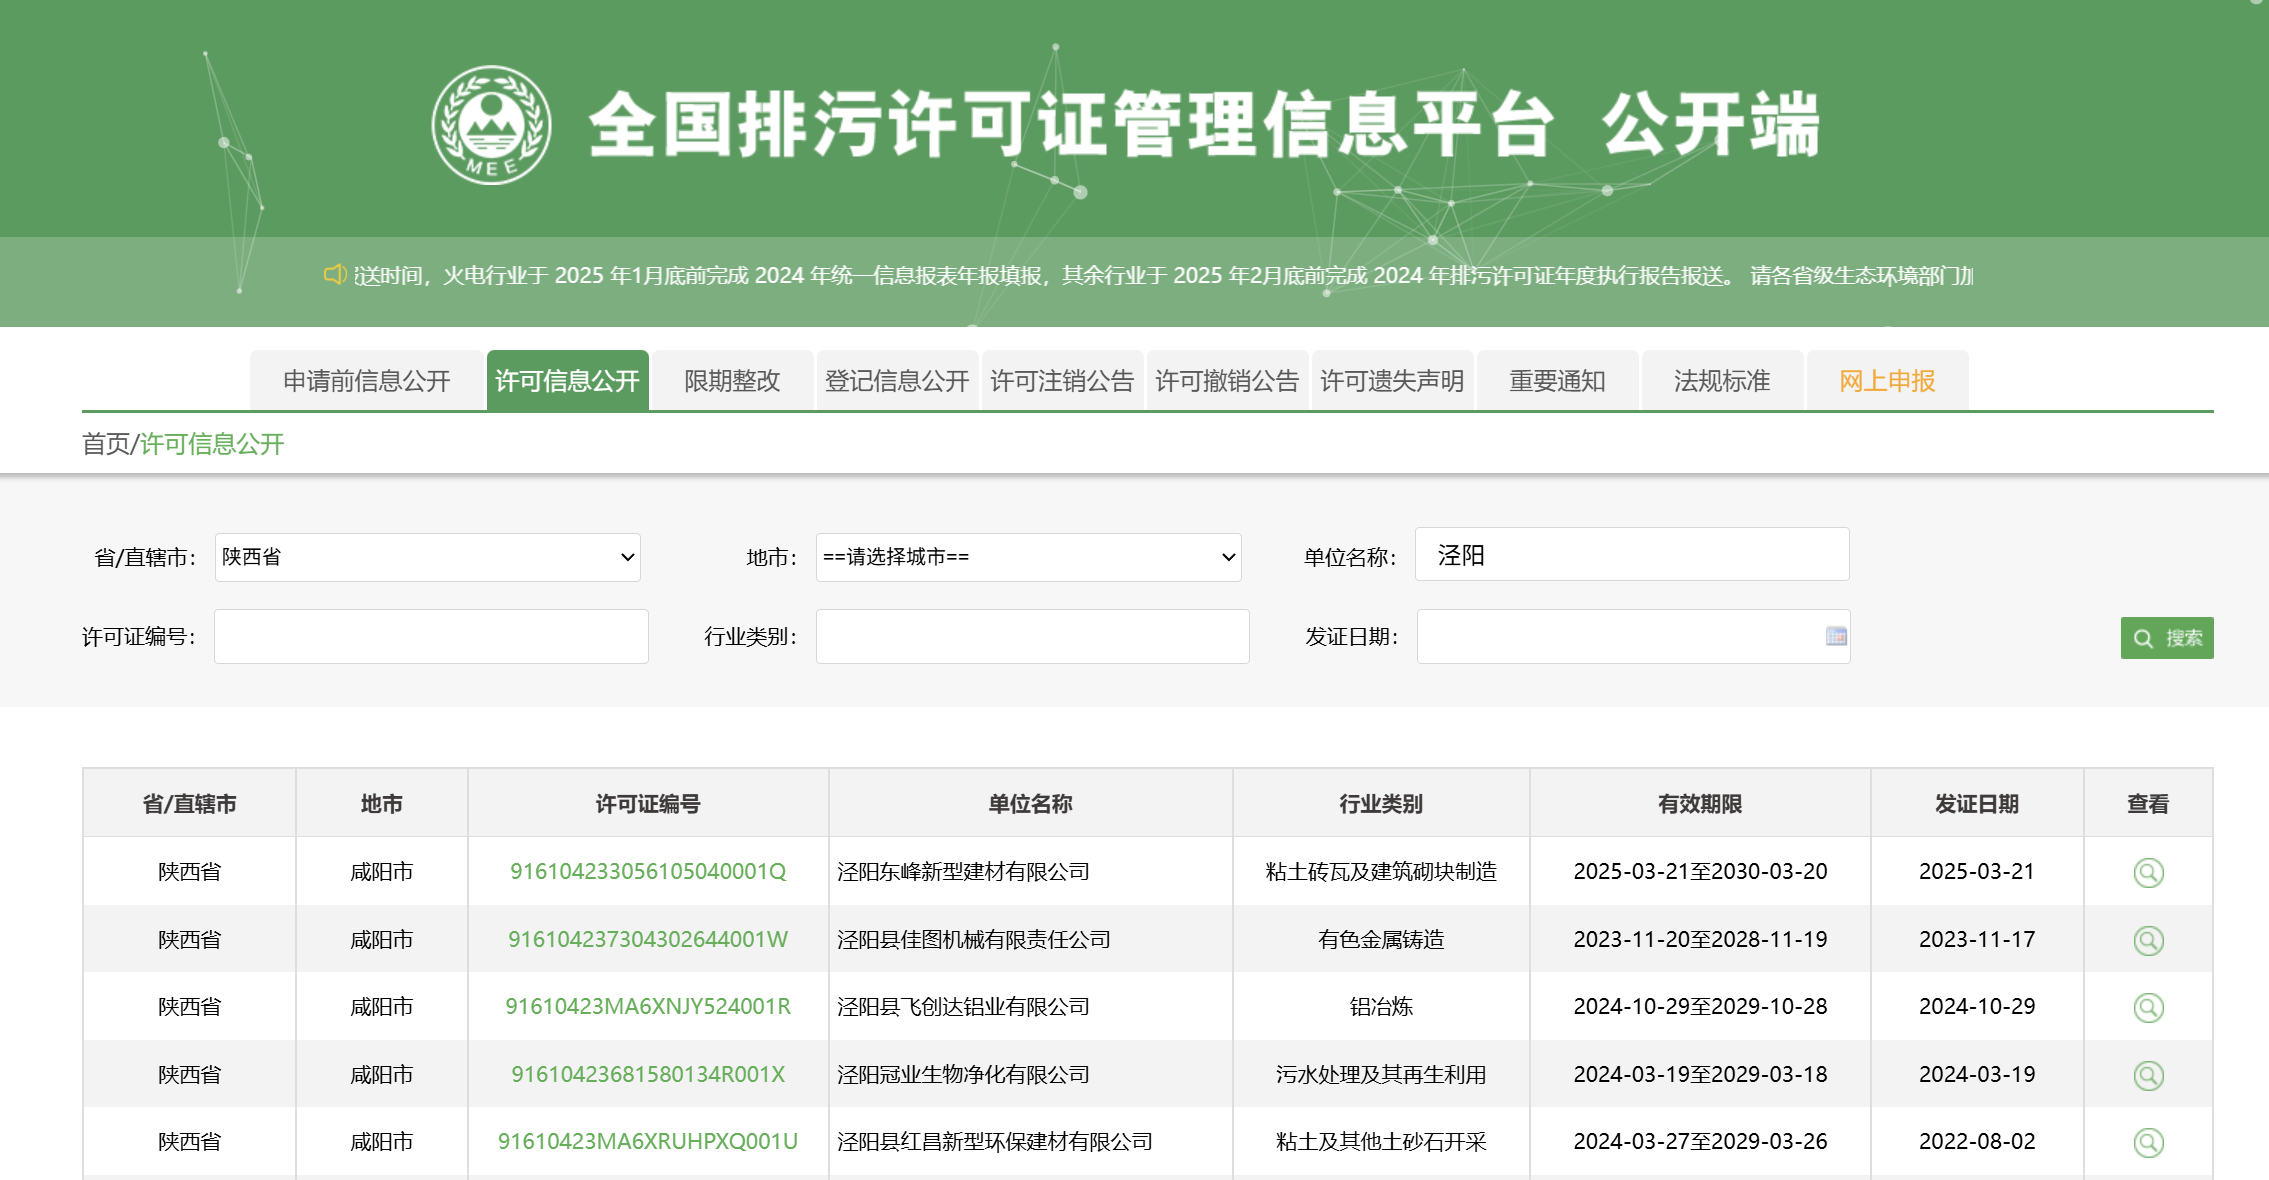 MEE
全国排污许可证管理信息平台 公开端
送时间，火电行业于 2025 年1月底前完成 2024 年统一信息报表年报填报，其余行业于 2025 年2月底前完成 2024 年排污许可证年度执行报告报送。 请各省级生态环境部门加
申请前信息公开 许可信息公开 限期整改 登记信息公开 许可注销公告 许可撤销公告 许可遗失声明 重要通知 法规标准 网上申报
首页/许可信息公开
省/直辖市： 陕西省 地市： ==请选择城市== 单位名称： 泾阳
许可证编号： 行业类别： 发证日期： 搜索
省/直辖市 地市 许可证编号 单位名称 行业类别 有效期限 发证日期 查看
陕西省 咸阳市 916104233056105040001Q 泾阳东峰新型建材有限公司 粘土砖瓦及建筑砌块制造 2025-03-21至2030-03-20 2025-03-21
陕西省 咸阳市 916104237304302644001W 泾阳县佳图机械有限责任公司 有色金属铸造 2023-11-20至2028-11-19 2023-11-17
陕西省 咸阳市 91610423MA6XNJY524001R 泾阳县飞创达铝业有限公司 铝冶炼 2024-10-29至2029-10-28 2024-10-29
陕西省 咸阳市 91610423681580134R001X 泾阳冠业生物净化有限公司 污水处理及其再生利用 2024-03-19至2029-03-18 2024-03-19
陕西省 咸阳市 91610423MA6XRUHPXQ001U 泾阳县红昌新型环保建材有限公司 粘土及其他土砂石开采 2024-03-27至2029-03-26 2022-08-02